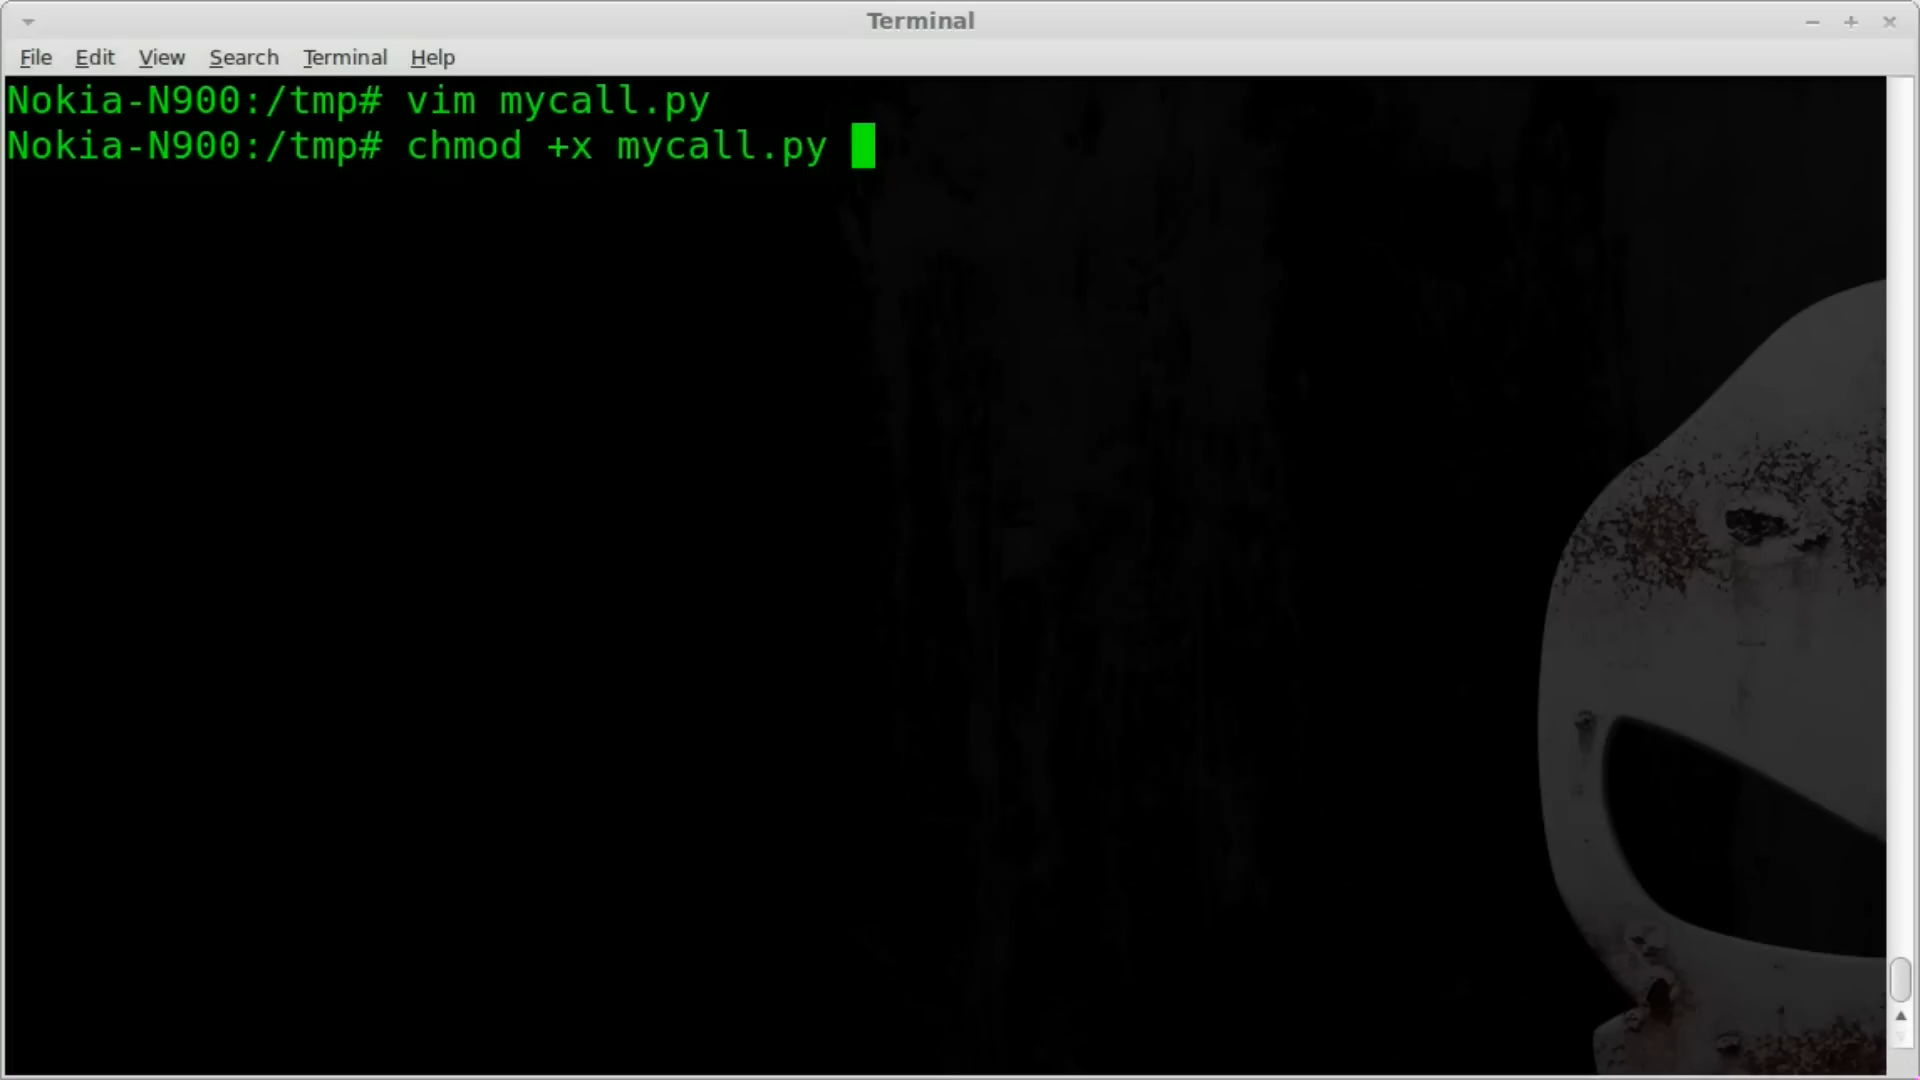 Terminal
File Edit View Search Terminal Help
Nokia-N900:/tmp# vim mycall.py
Nokia-N900:/tmp# chmod +x mycall.py